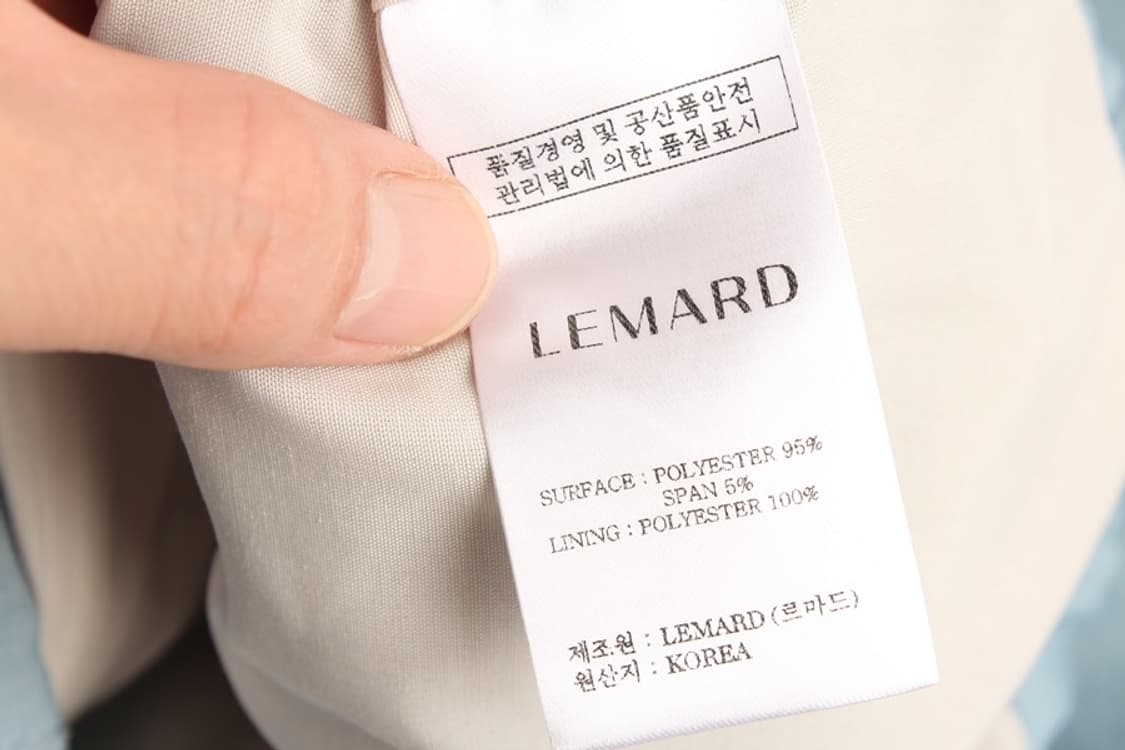 품질경영 및 공산품안전
관리법에 의한 품질표시
LEMARD
SURFACE : POLYESTER 95%
SPAN 5%
LINING : POLYESTER 100%
제조원 : LEMARD (르마드)
원산지 : KOREA